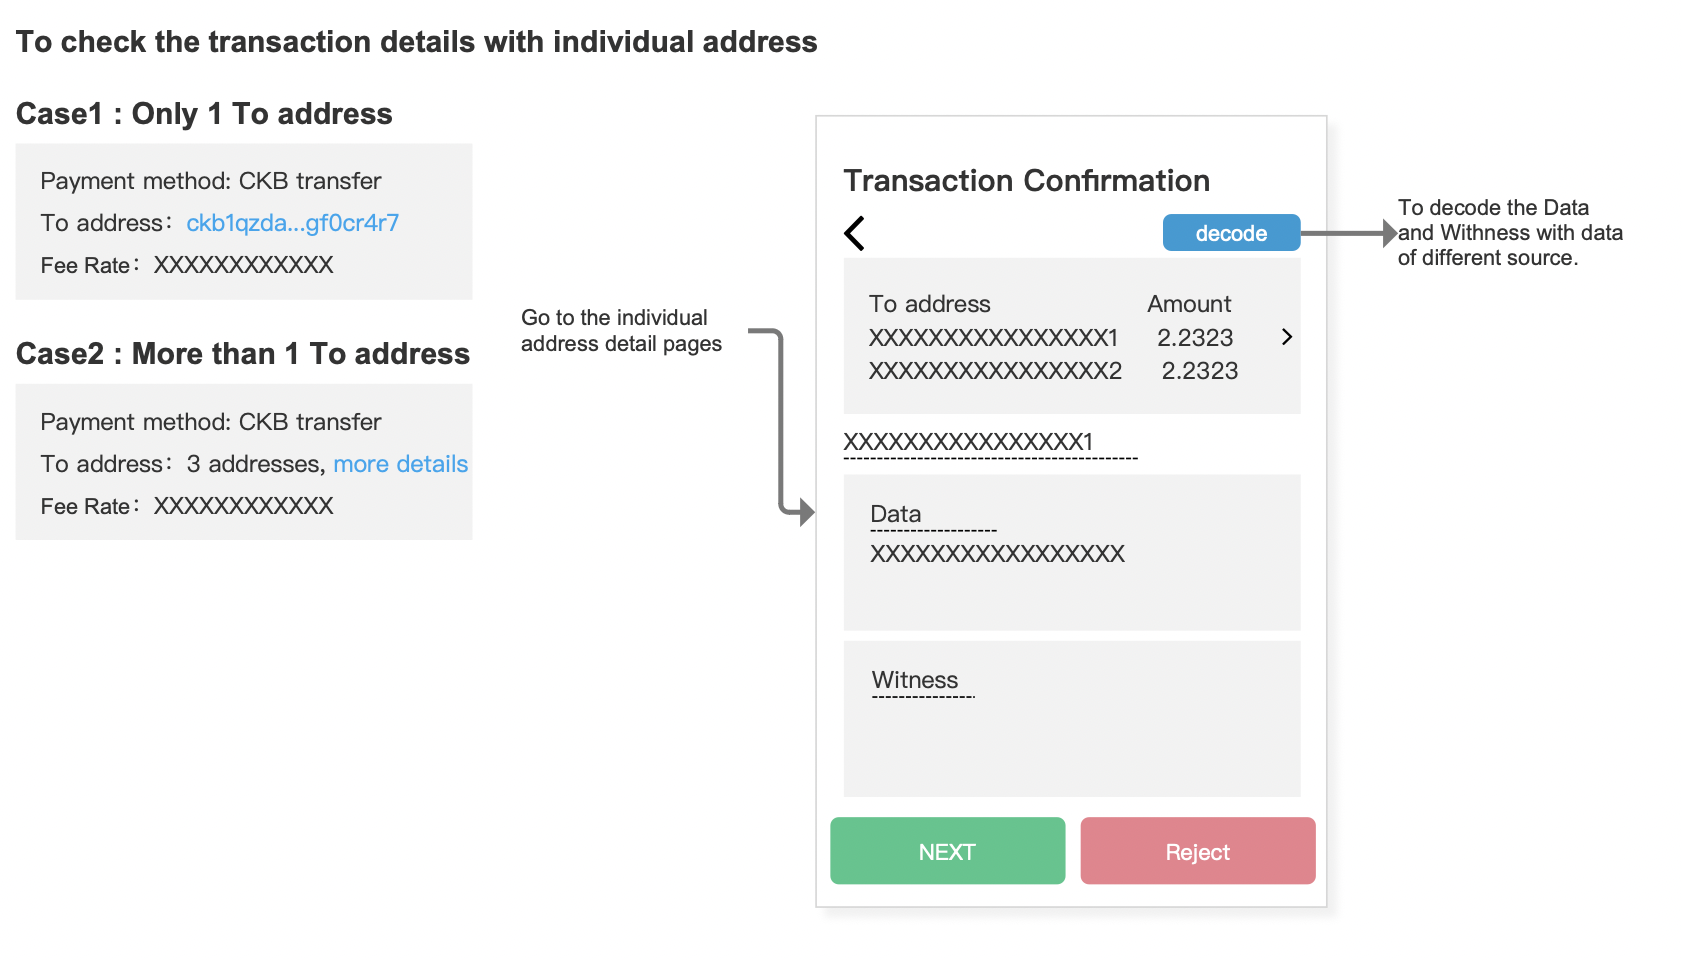 To check the transaction details with individual address
Case1 : Only 1 To address
Payment method: CKB transfer
To address: ckb1qzda...gf0cr4r7
Fee Rate: XXXXXXXXXXXX
Case2 : More than 1 To address
Payment method: CKB transfer
To address: 3 addresses, more details
Fee Rate: XXXXXXXXXXXX
Go to the individual
address detail pages
Transaction Confirmation
decode
To address Amount
XXXXXXXXXXXXXXXX1 2.2323
XXXXXXXXXXXXXXXX2 2.2323
XXXXXXXXXXXXXXXX1
Data
XXXXXXXXXXXXXXXXX
Witness
NEXT Reject
To decode the Data
and Withness with data
of different source.